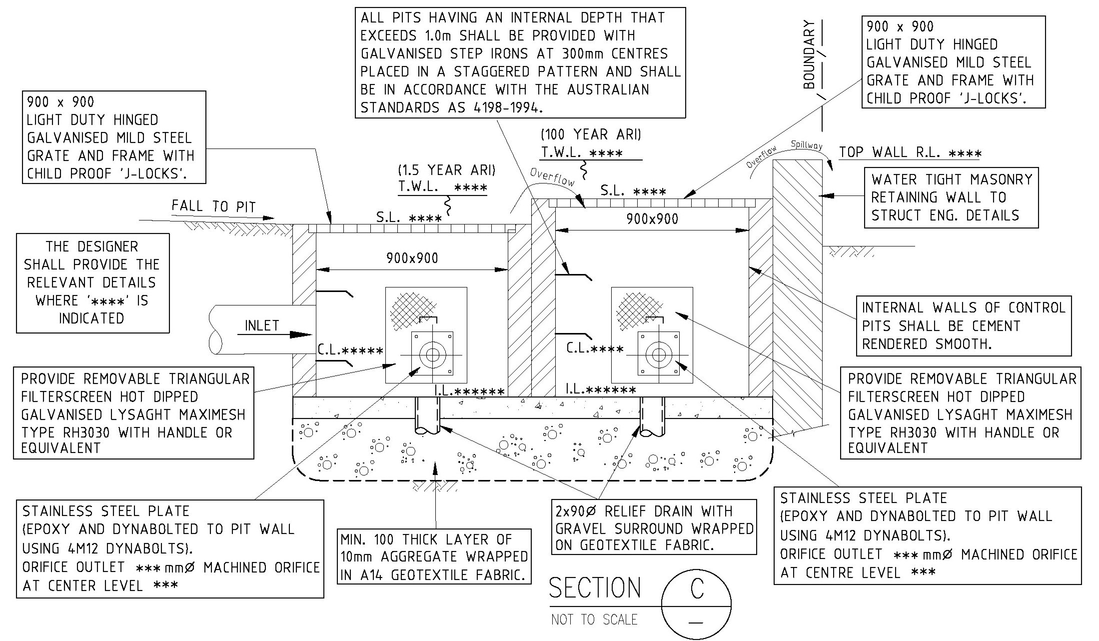 ALL PITS HAVING AN INTERNAL DEPTH THAT
EXCEEDS 1.0m SHALL BE PROVIDED WITH
GALVANISED STEP IRONS AT 300mm CENTRES
PLACED IN A STAGGERED PATTERN AND SHALL
BE IN ACCORDANCE WITH THE AUSTRALIAN
STANDARDS AS 4198-1994.
BOUNDARY
900 x 900
LIGHT DUTY HINGED
GALVANISED MILD STEEL
GRATE AND FRAME WITH
CHILD PROOF 'J-LOCKS'.
900 x 900
LIGHT DUTY HINGED
GALVANISED MILD STEEL
GRATE AND FRAME WITH
CHILD PROOF 'J-LOCKS'.
(100 YEAR ARI)
T.W.L. ****
Overflow
Spillway
TOP WALL R.L. ****
(1.5 YEAR ARI)
T.W.L. ****
Overflow
S.L. ****
WATER TIGHT MASONRY
RETAINING WALL TO
STRUCT ENG. DETAILS
FALL TO PIT
S.L. ****
900x900
THE DESIGNER
SHALL PROVIDE THE
RELEVANT DETAILS
WHERE '****' IS
INDICATED
900x900
INLET
C.L.*****
C.L.****
INTERNAL WALLS OF CONTROL
PITS SHALL BE CEMENT
RENDERED SMOOTH.
I.L.******
I.L.******
PROVIDE REMOVABLE TRIANGULAR
FILTERSCREEN HOT DIPPED
GALVANISED LYSAGHT MAXIMESH
TYPE RH3030 WITH HANDLE OR
EQUIVALENT
PROVIDE REMOVABLE TRIANGULAR
FILTERSCREEN HOT DIPPED
GALVANISED LYSAGHT MAXIMESH
TYPE RH3030 WITH HANDLE OR
EQUIVALENT
STAINLESS STEEL PLATE
(EPOXY AND DYNABOLTED TO PIT WALL
USING 4M12 DYNABOLTS).
ORIFICE OUTLET ***mmØ MACHINED ORIFICE
AT CENTER LEVEL ***
MIN. 100 THICK LAYER OF
10mm AGGREGATE WRAPPED
IN A14 GEOTEXTILE FABRIC.
2x90Ø RELIEF DRAIN WITH
GRAVEL SURROUND WRAPPED
ON GEOTEXTILE FABRIC.
STAINLESS STEEL PLATE
(EPOXY AND DYNABOLTED TO PIT WALL
USING 4M12 DYNABOLTS).
ORIFICE OUTLET ***mmØ MACHINED ORIFICE
AT CENTRE LEVEL ***
SECTION C
NOT TO SCALE –